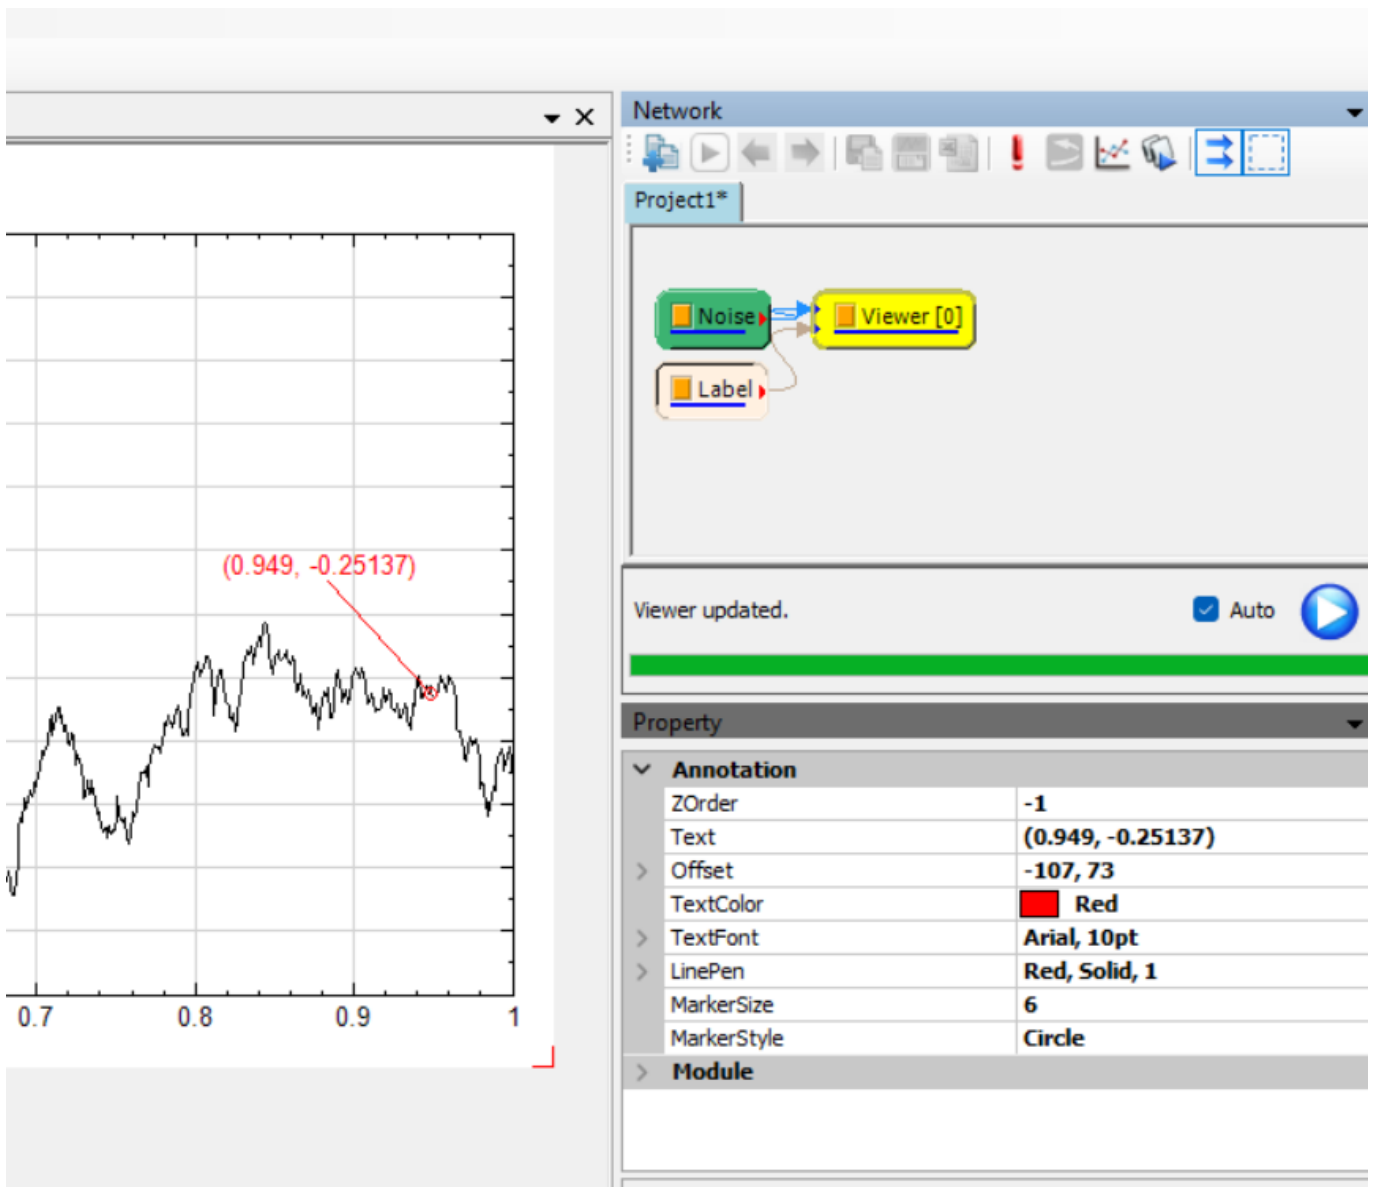 Network
Project1*
Noise
Viewer [0]
Label
(0.949, -0.25137)
0.7
0.8
0.9
1
Viewer updated.
Auto
Property
Annotation
ZOrder
-1
Text
(0.949, -0.25137)
Offset
-107, 73
TextColor
Red
TextFont
Arial, 10pt
LinePen
Red, Solid, 1
MarkerSize
6
MarkerStyle
Circle
Module